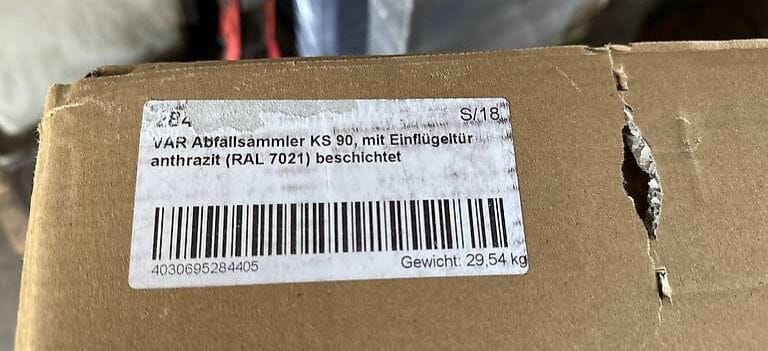 284
S/18
VAR Abfallsammler KS 90, mit Einflügeltür
anthrazit (RAL 7021) beschichtet
4030695284405
Gewicht: 29,54 kg